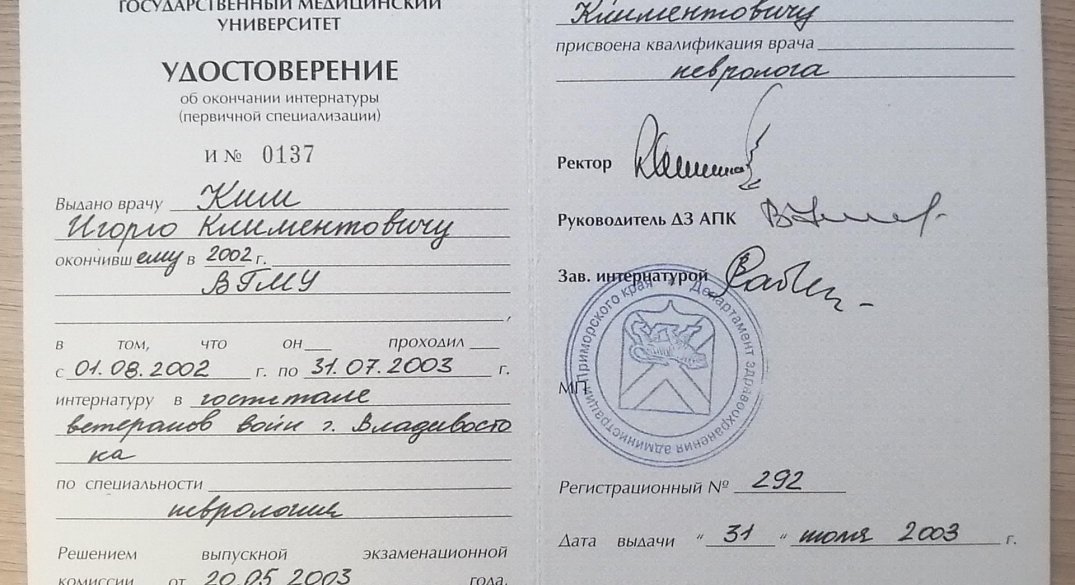 ГОСУДАРСТВЕННЫЙ МЕДИЦИНСКИЙ
УНИВЕРСИТЕТ
УДОСТОВЕРЕНИЕ
об окончании интернатуры
(первичной специализации)
И № 0137
Выдано врачу Ким
Игорю Климентовичу
окончившему в 2002 г.
ВГМУ
в том, что он проходил
с 01.08.2002 г. по 31.07.2003 г.
интернатуру в госпитале
ветеранов войн г. Владивосто
ка
по специальности
неврология
Решением выпускной экзаменационной
комиссии от 20.05 2003 года.
Климентовичу
присвоена квалификация врача
невролога
Ректор
Руководитель ДЗ АПК
Зав. интернатурой
Департамент здравоохранения администрации Приморского края
МП
Регистрационный № 292
Дата выдачи "31" июля 2003 г.